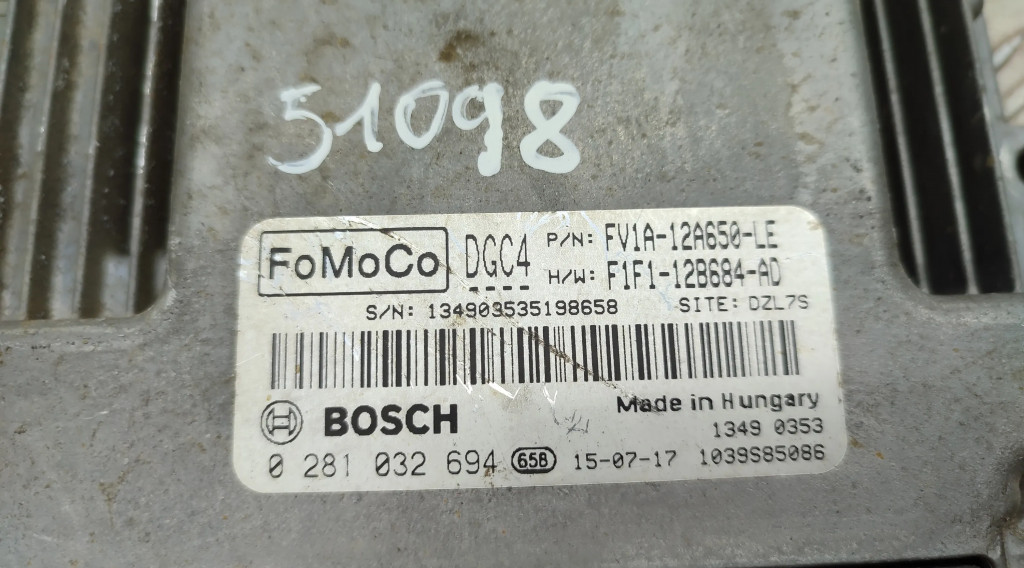 51098
FoMoCo DGC4 P/N: FV1A-12A650-LE
H/W: F1F1-12B684-AD
S/N: 134903535198658 SITE: DZL7S
BOSCH Made in Hungary
1349 0353
0 281 032 694 65B 15-07-17 1039S85086